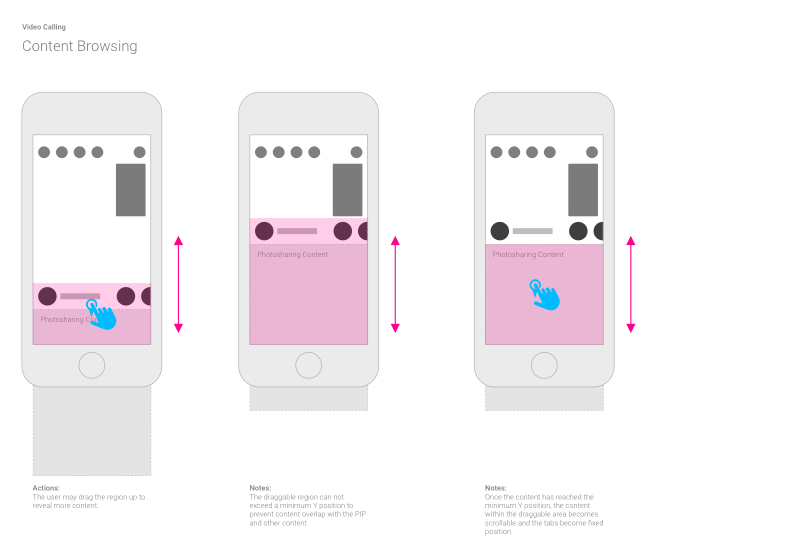 Video Calling
Content Browsing
Photosharing Co
Photosharing Content
Photosharing Content
Actions:
The user may drag the region up to
reveal more content.
Notes:
The draggable region can not
exceed a minimum Y position to
prevent content overlap with the PIP
and other content
Notes:
Once the content has reached the
minimum Y position, the content
within the draggable area becomes
scrollable and the tabs become fixed
position